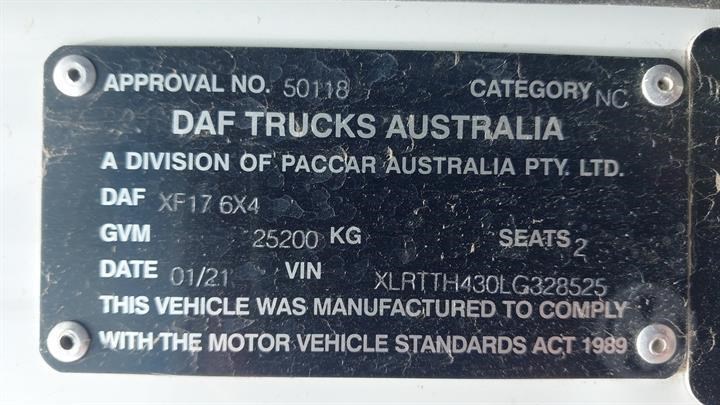 APPROVAL NO. 50118 CATEGORY NC
DAF TRUCKS AUSTRALIA
A DIVISION OF PACCAR AUSTRALIA PTY. LTD.
DAF XF17 6X4
GVM 25200 KG SEATS 2
DATE 01/21 VIN XLRTTH430LG328525
THIS VEHICLE WAS MANUFACTURED TO COMPLY
WITH THE MOTOR VEHICLE STANDARDS ACT 1989